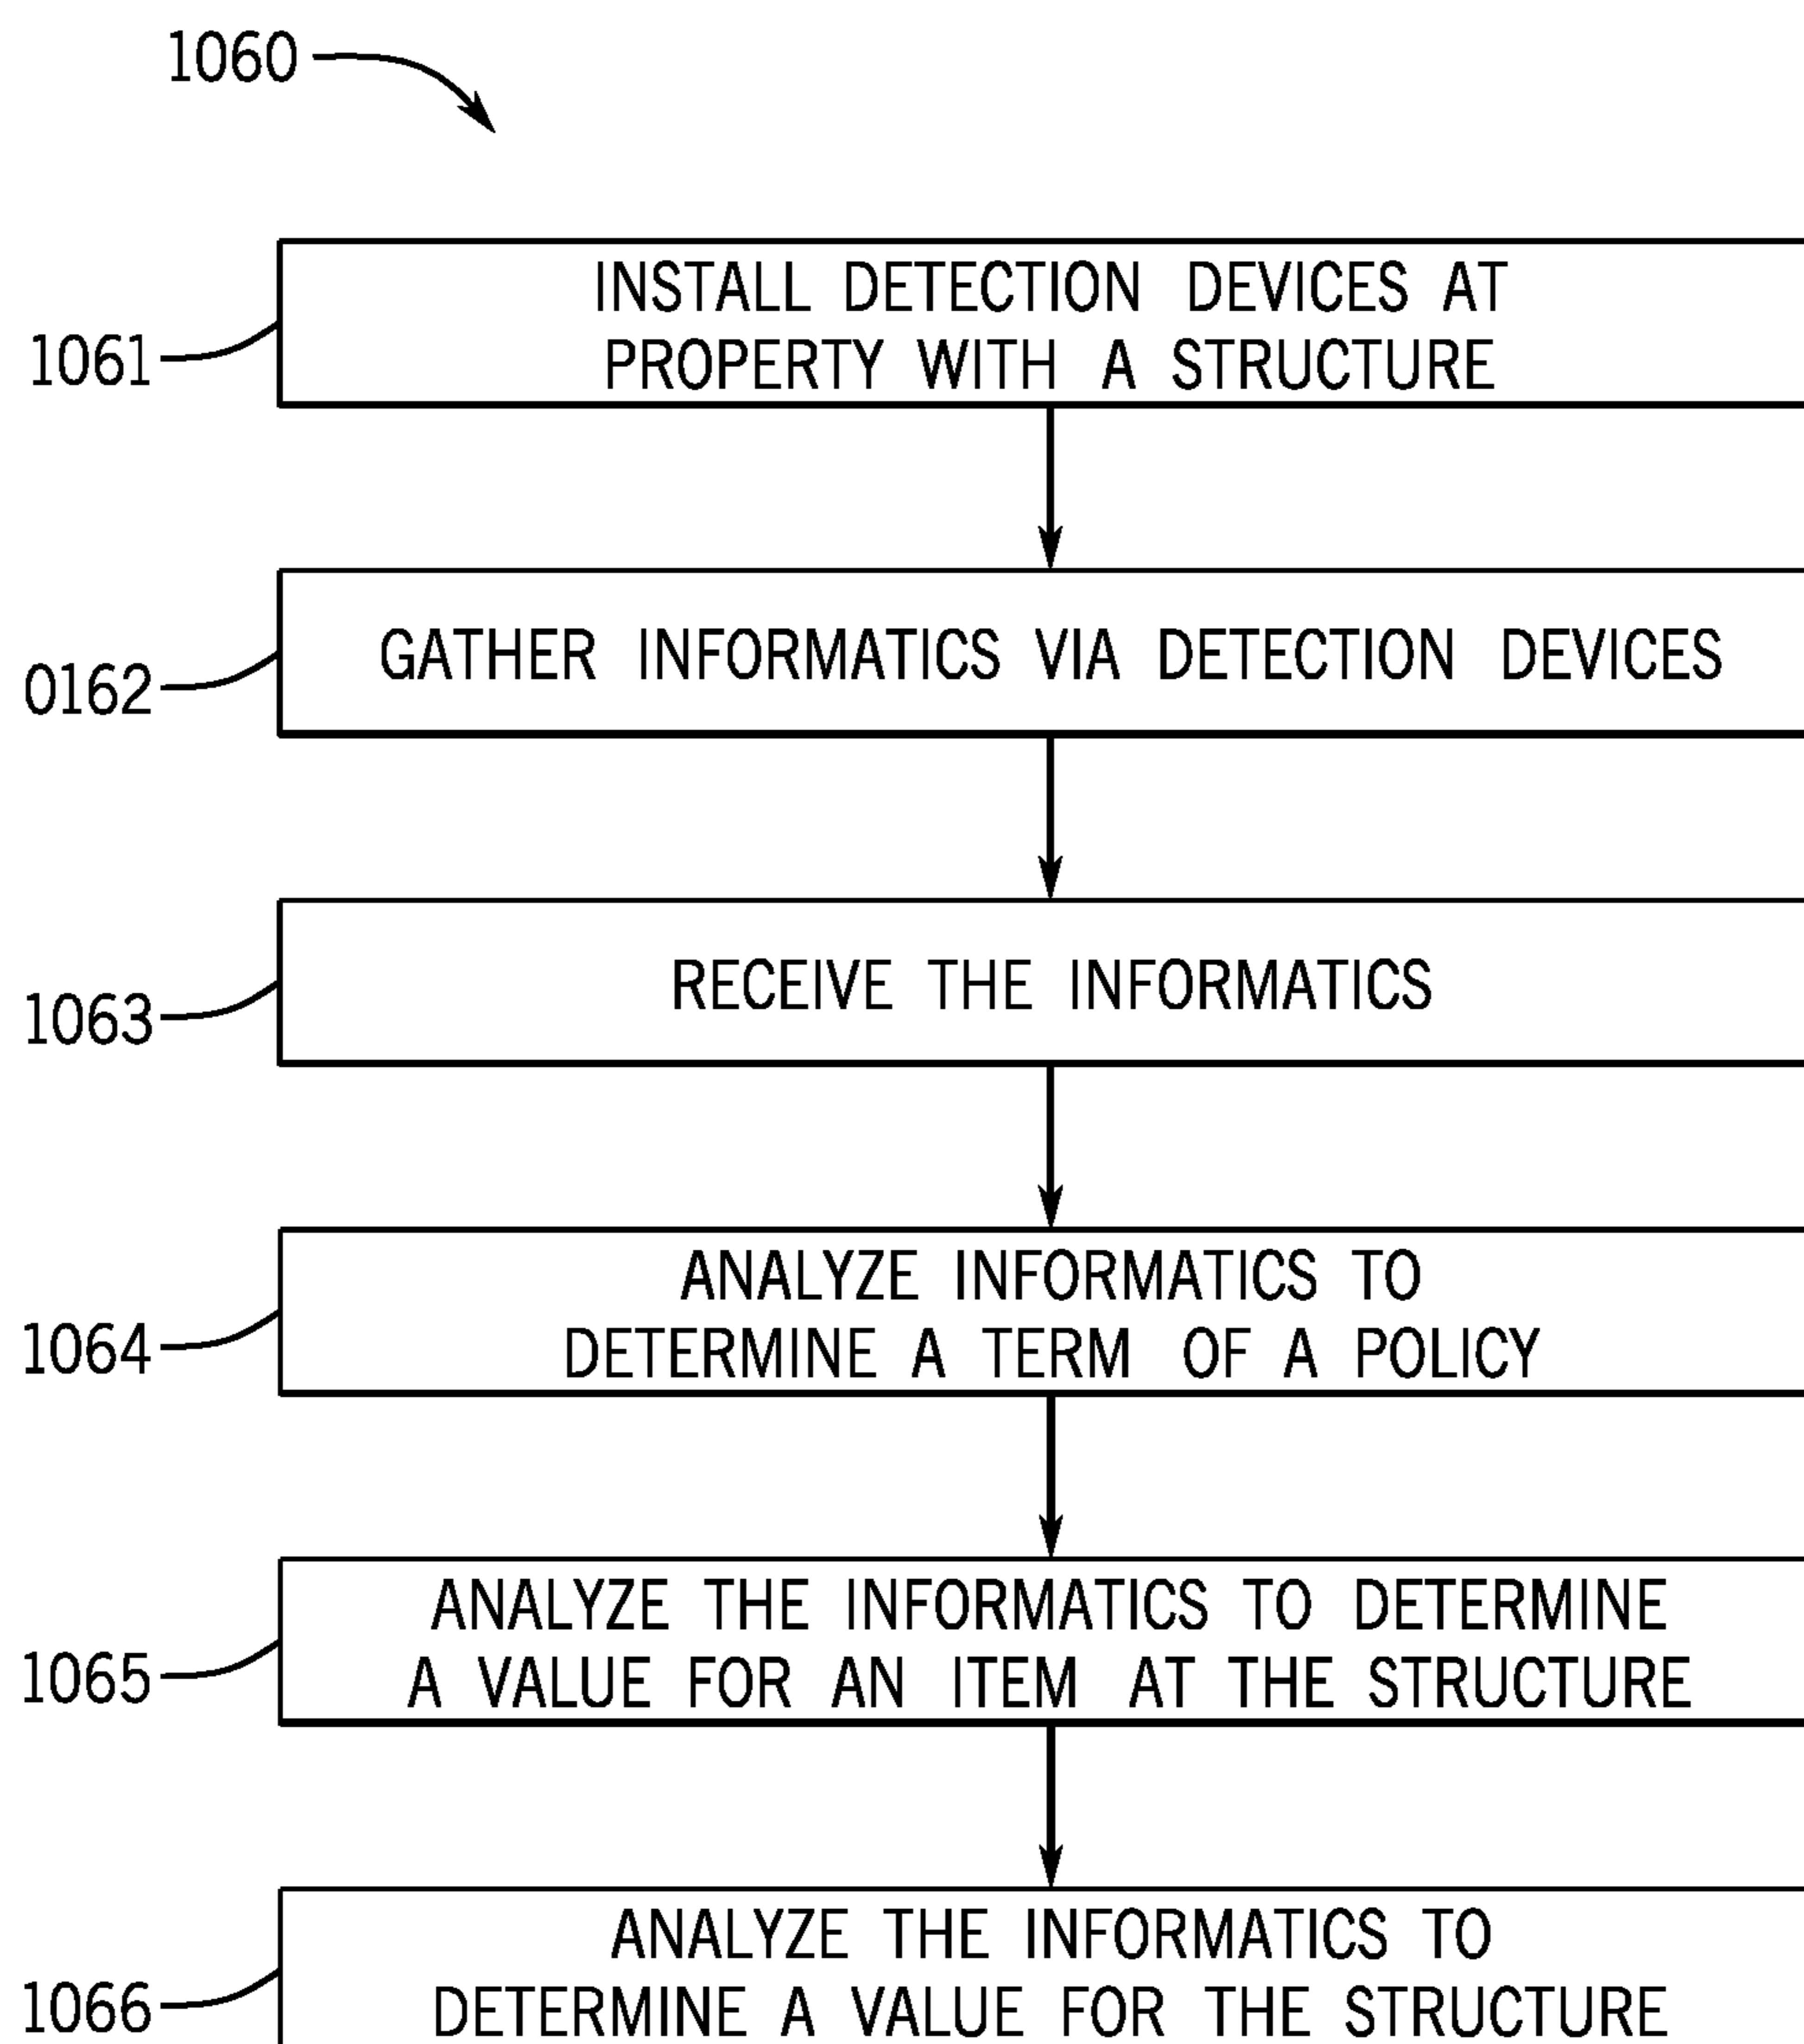 1060
INSTALL DETECTION DEVICES AT
PROPERTY WITH A STRUCTURE
1061
GATHER INFORMATICS VIA DETECTION DEVICES
0162
RECEIVE THE INFORMATICS
1063
ANALYZE INFORMATICS TO
DETERMINE A TERM OF A POLICY
1064
ANALYZE THE INFORMATICS TO DETERMINE
A VALUE FOR AN ITEM AT THE STRUCTURE
1065
ANALYZE THE INFORMATICS TO
DETERMINE A VALUE FOR THE STRUCTURE
1066